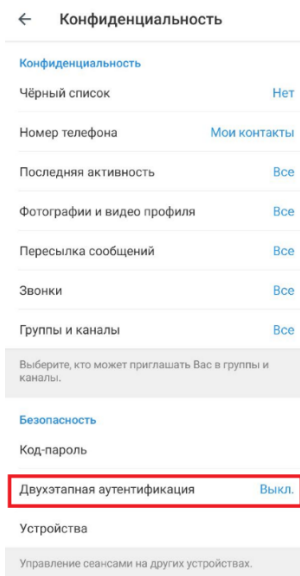 Конфиденциальность
Конфиденциальность
Чёрный список Нет
Номер телефона Мои контакты
Последняя активность Все
Фотографии и видео профиля Все
Пересылка сообщений Все
Звонки Все
Группы и каналы Все
Выберите, кто может приглашать Вас в группы и
каналы.
Безопасность
Код-пароль
Двухэтапная аутентификация Выкл.
Устройства
Управление сеансами на других устройствах.